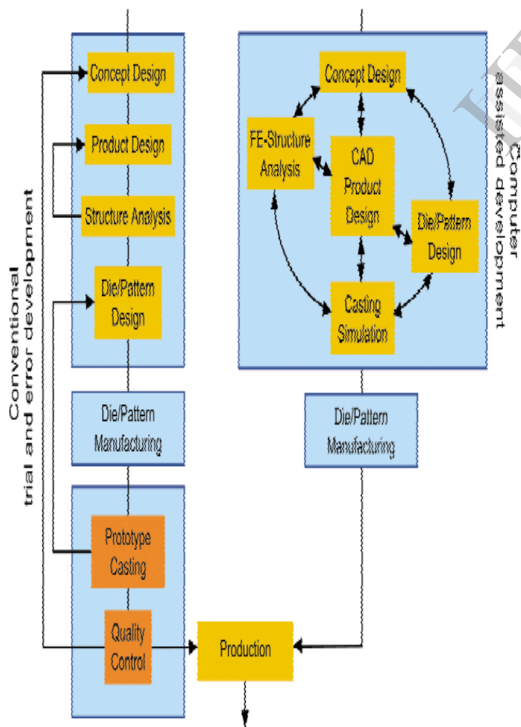 Conventional
trial and error development
Concept Design
Product Design
Structure Analysis
Die/Pattern
Design
Die/Pattern
Manufacturing
Prototype
Casting
Quality
Control
Production
Computer
assisted development
Concept Design
FE-Structure
Analysis
CAD
Product
Design
Die/Pattern
Design
Casting
Simulation
Die/Pattern
Manufacturing